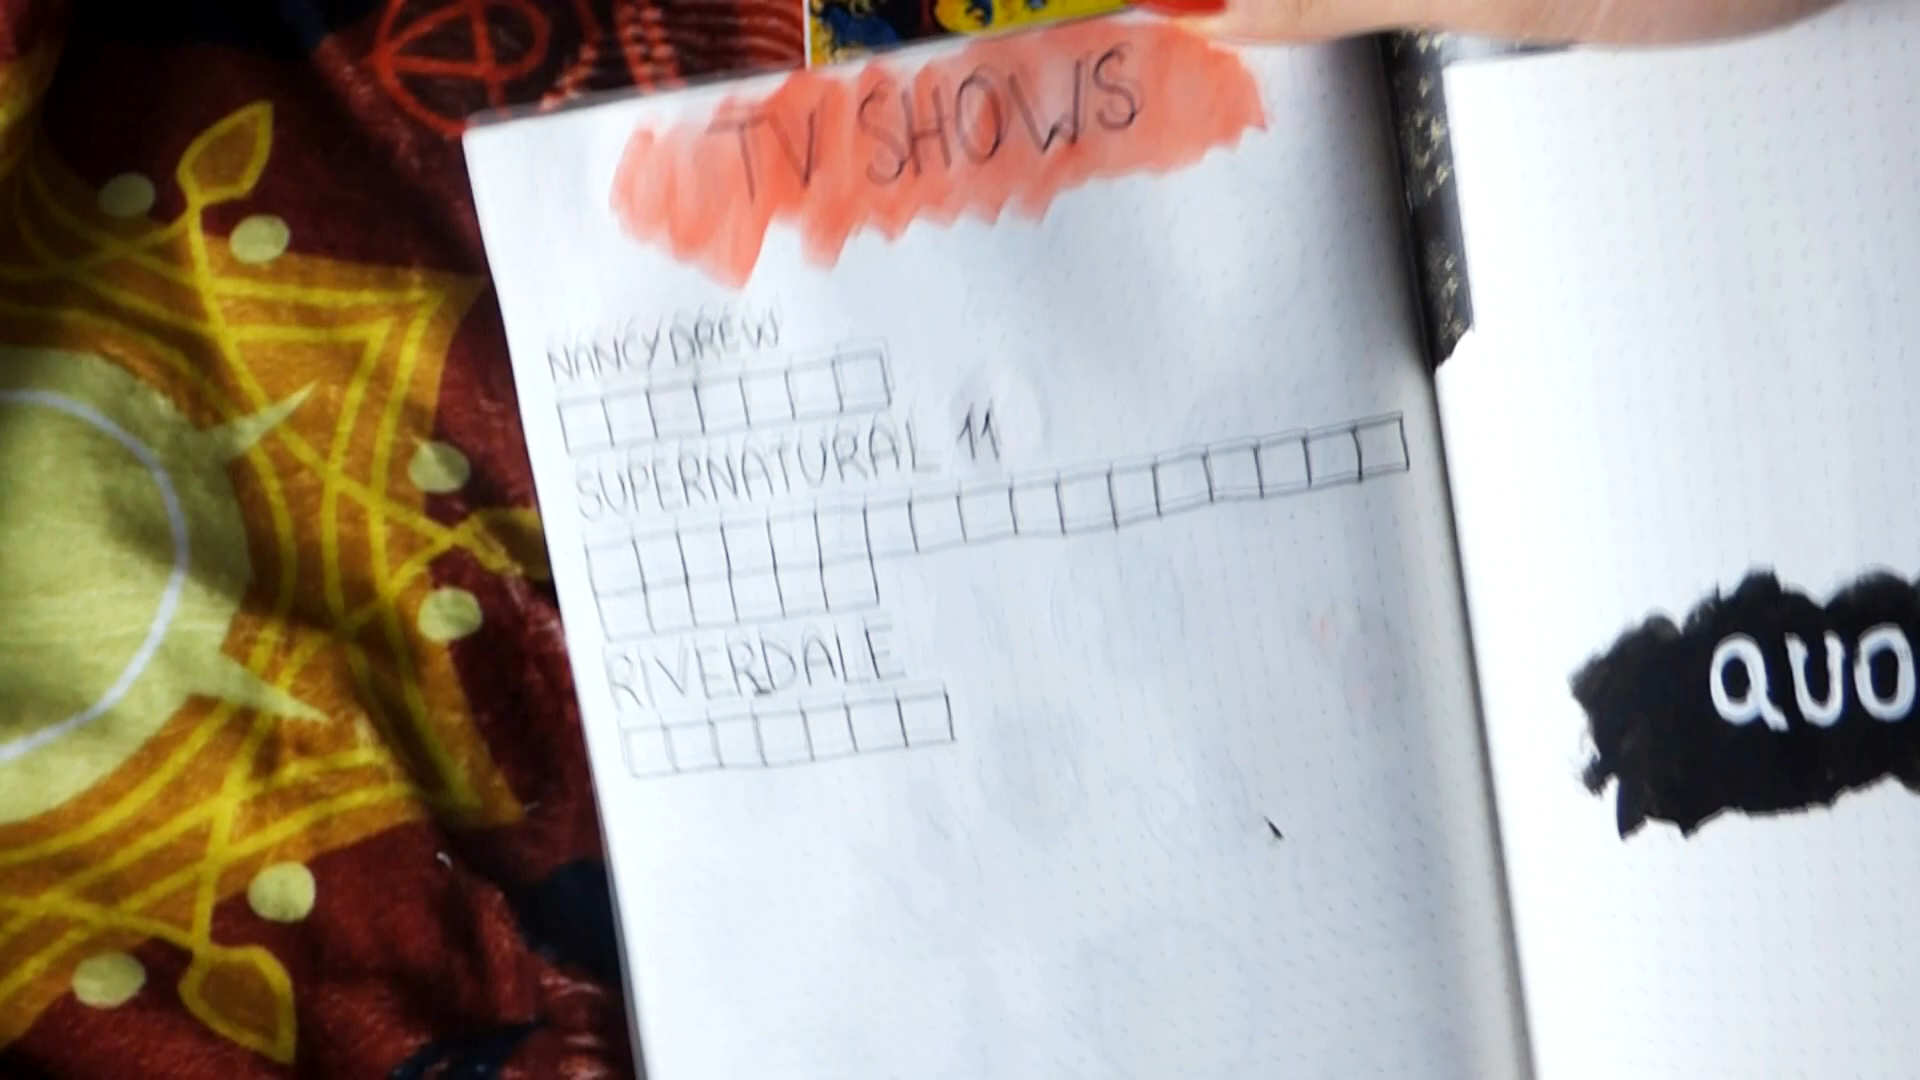 TV SHOWS
NANCY DREW
SUPERNATURAL 11
RIVERDALE
QUO